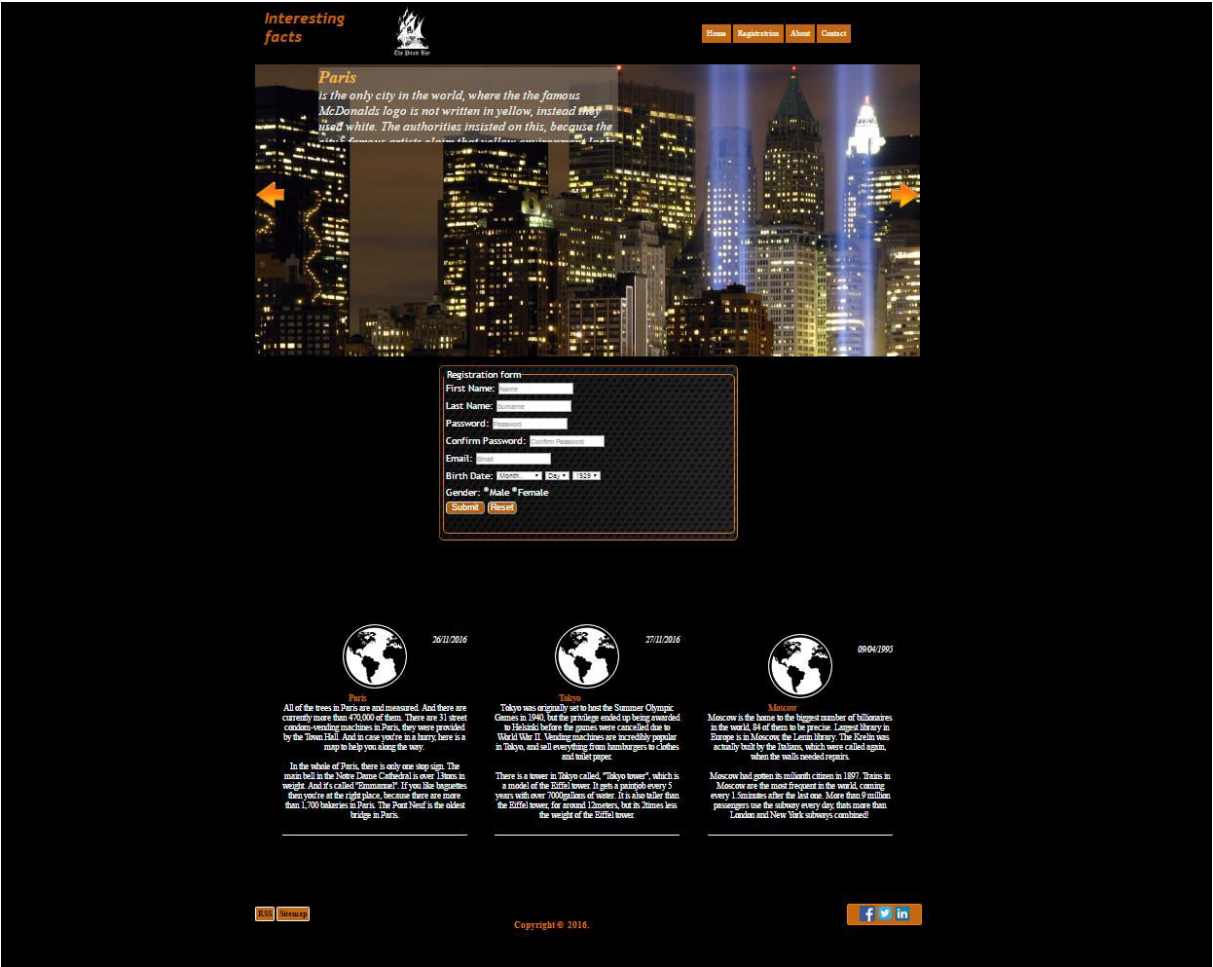 Interesting
facts
The Pirate Bay
Home Registratrion About Contact
Paris
is the only city in the world, where the the famous
McDonalds logo is not written in yellow, instead they
used white. The authorities insisted on this, because the
city's famous artists claim that yellow environment lacks
Registration form
First Name: Name
Last Name: Surname
Password: Password
Confirm Password: Confirm Password
Email: Email
Birth Date: Month.. Day 1929
Gender: Male Female
Submit Reset
26/11/2016
Paris
All of the trees in Paris are and measured. And there are
currently more than 470,000 of them. There are 31 street
condom-vending machines in Paris, they were provided
by the Town Hall. And in case you're in a hurry, here is a
map to help you along the way.
In the whole of Paris, there is only one stop sign. The
main bell in the Notre Dame Cathedral is over 13tons in
weight. And it's called "Emmanuel". If you like baguettes
then you're at the right place, because there are more
than 1,700 bakeries in Paris. The Pont Neuf is the oldest
bridge in Paris.
27/11/2016
Tokyo
Tokyo was originally set to host the Summer Olympic
Games in 1940, but the privilege ended up being awarded
to Helsinki before the games were cancelled due to
World War II. Vending machines are incredibly popular
in Tokyo, and sell everything from hamburgers to clothes
and toilet paper.
There is a tower in Tokyo called, "Tokyo tower", which is
a model of the Eiffel tower. It gets a paintjob every 5
years with over 7000gallons of water. It is also taller than
the Eiffel tower, for around 12meters, but its 2times less
the weight of the Eiffel tower.
09/04/1995
Moscow
Moscow is the home to the biggest number of billionaires
in the world, 84 of them to be precise. Largest library in
Europe is in Moscow, the Lenin library. The Krelin was
actually built by the Italians, which were called again,
when the walls needed repairs.
Moscow had gotten its milionth citizen in 1897. Trains in
Moscow are the most frequent in the world, coming
every 1.5minutes after the last one. More than 9 million
passengers use the subway every day, thats more than
London and New York subways combined!
RSS Sitemap
Copyright © 2016.